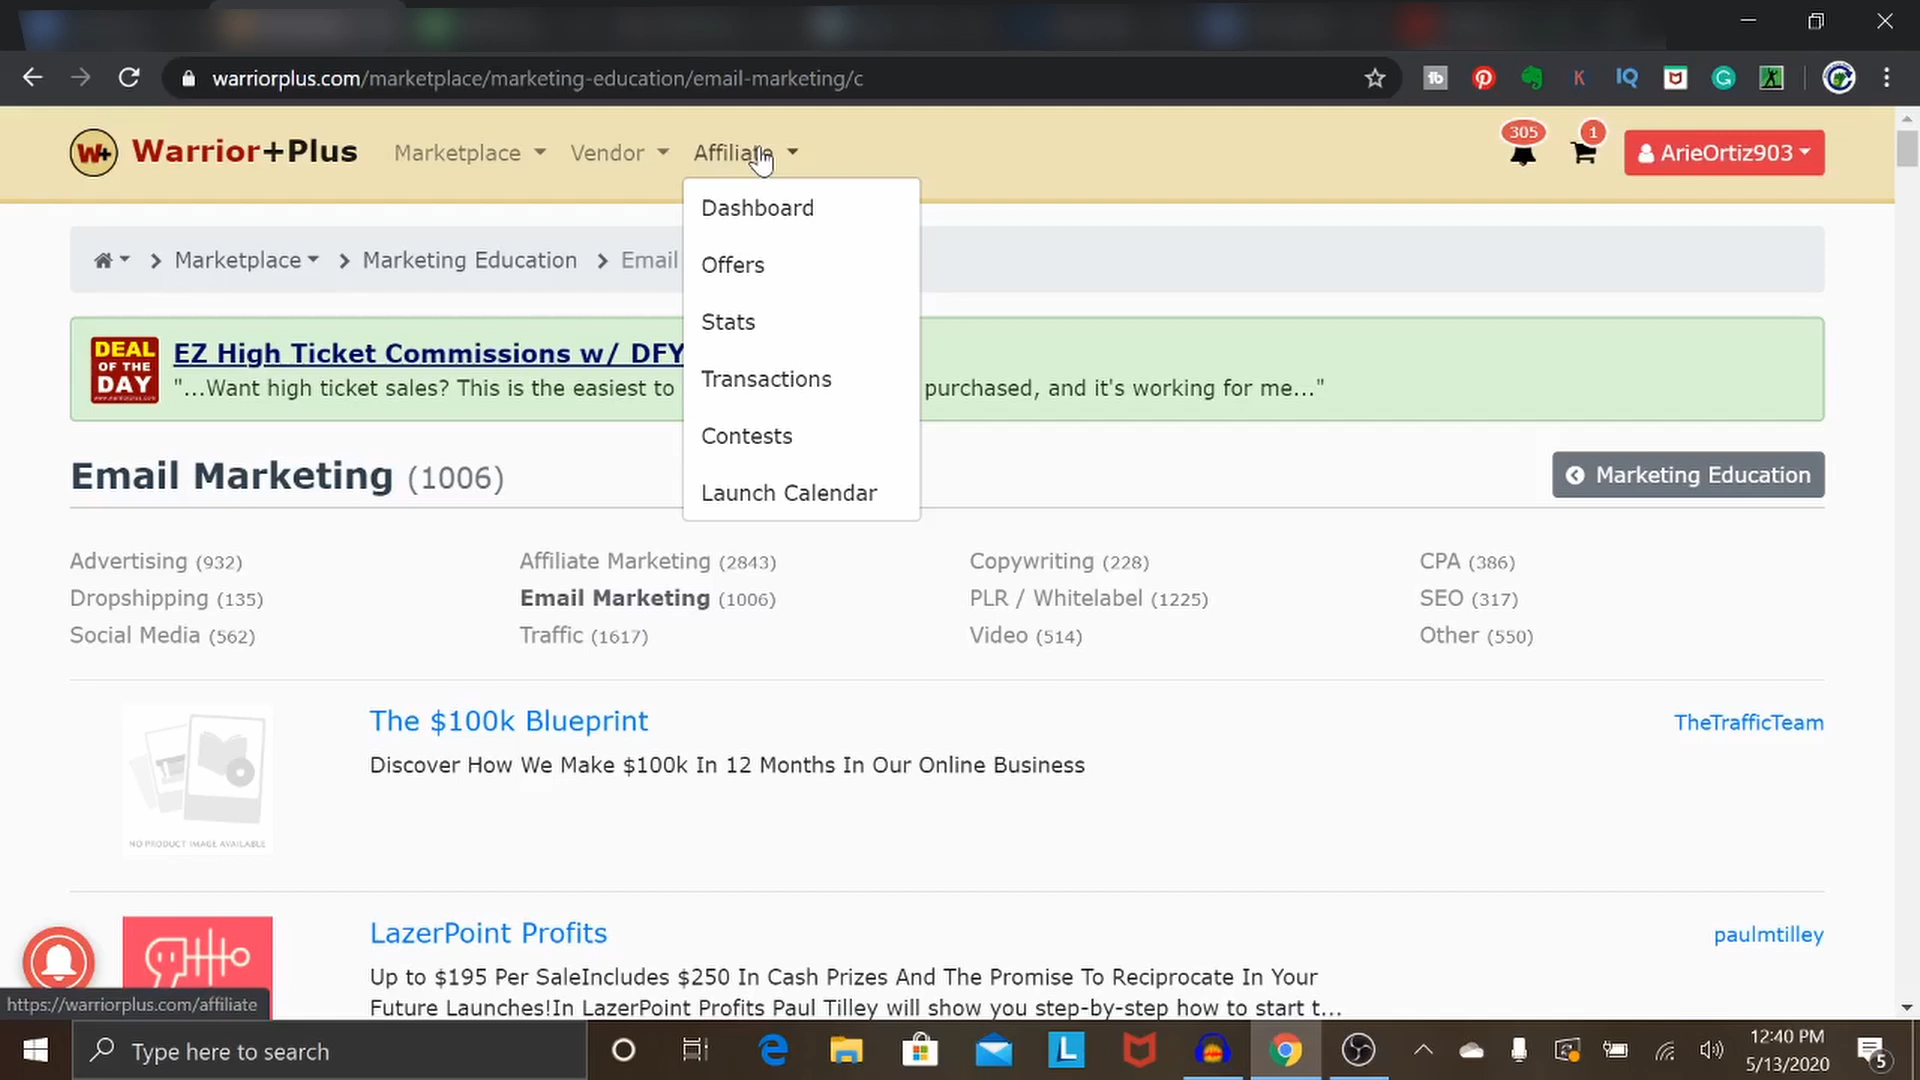 warriorplus.com/marketplace/marketing-education/email-marketing/c
W+ Warrior+Plus Marketplace Vendor Affiliate 305 1 ArieOrtiz903
Dashboard
Offers
Stats
Transactions
Contests
Launch Calendar
Marketplace Marketing Education Email
DEAL OF THE DAY
EZ High Ticket Commissions w/ DFY
"...Want high ticket sales? This is the easiest to purchased, and it's working for me..."
Email Marketing (1006) Marketing Education
Advertising (932) Affiliate Marketing (2843) Copywriting (228) CPA (386)
Dropshipping (135) Email Marketing (1006) PLR / Whitelabel (1225) SEO (317)
Social Media (562) Traffic (1617) Video (514) Other (550)
The $100k Blueprint TheTrafficTeam
Discover How We Make $100k In 12 Months In Our Online Business
NO PRODUCT IMAGE AVAILABLE
LazerPoint Profits paulmtilley
Up to $195 Per SaleIncludes $250 In Cash Prizes And The Promise To Reciprocate In Your
Future Launches!In LazerPoint Profits Paul Tilley will show you step-by-step how to start t...
https://warriorplus.com/affiliate
Type here to search
12:40 PM
5/13/2020
5